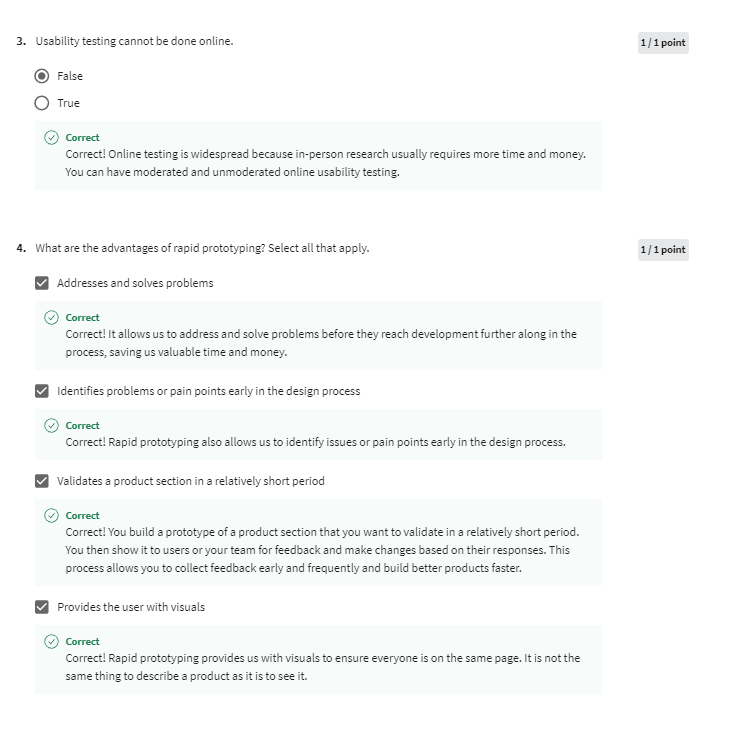 3. Usability testing cannot be done online.
1 / 1 point
False
True
Correct
Correct! Online testing is widespread because in-person research usually requires more time and money.
You can have moderated and unmoderated online usability testing.
4. What are the advantages of rapid prototyping? Select all that apply.
1 / 1 point
Addresses and solves problems
Correct
Correct! It allows us to address and solve problems before they reach development further along in the
process, saving us valuable time and money.
Identifies problems or pain points early in the design process
Correct
Correct! Rapid prototyping also allows us to identify issues or pain points early in the design process.
Validates a product section in a relatively short period
Correct
Correct! You build a prototype of a product section that you want to validate in a relatively short period.
You then show it to users or your team for feedback and make changes based on their responses. This
process allows you to collect feedback early and frequently and build better products faster.
Provides the user with visuals
Correct
Correct! Rapid prototyping provides us with visuals to ensure everyone is on the same page. It is not the
same thing to describe a product as it is to see it.